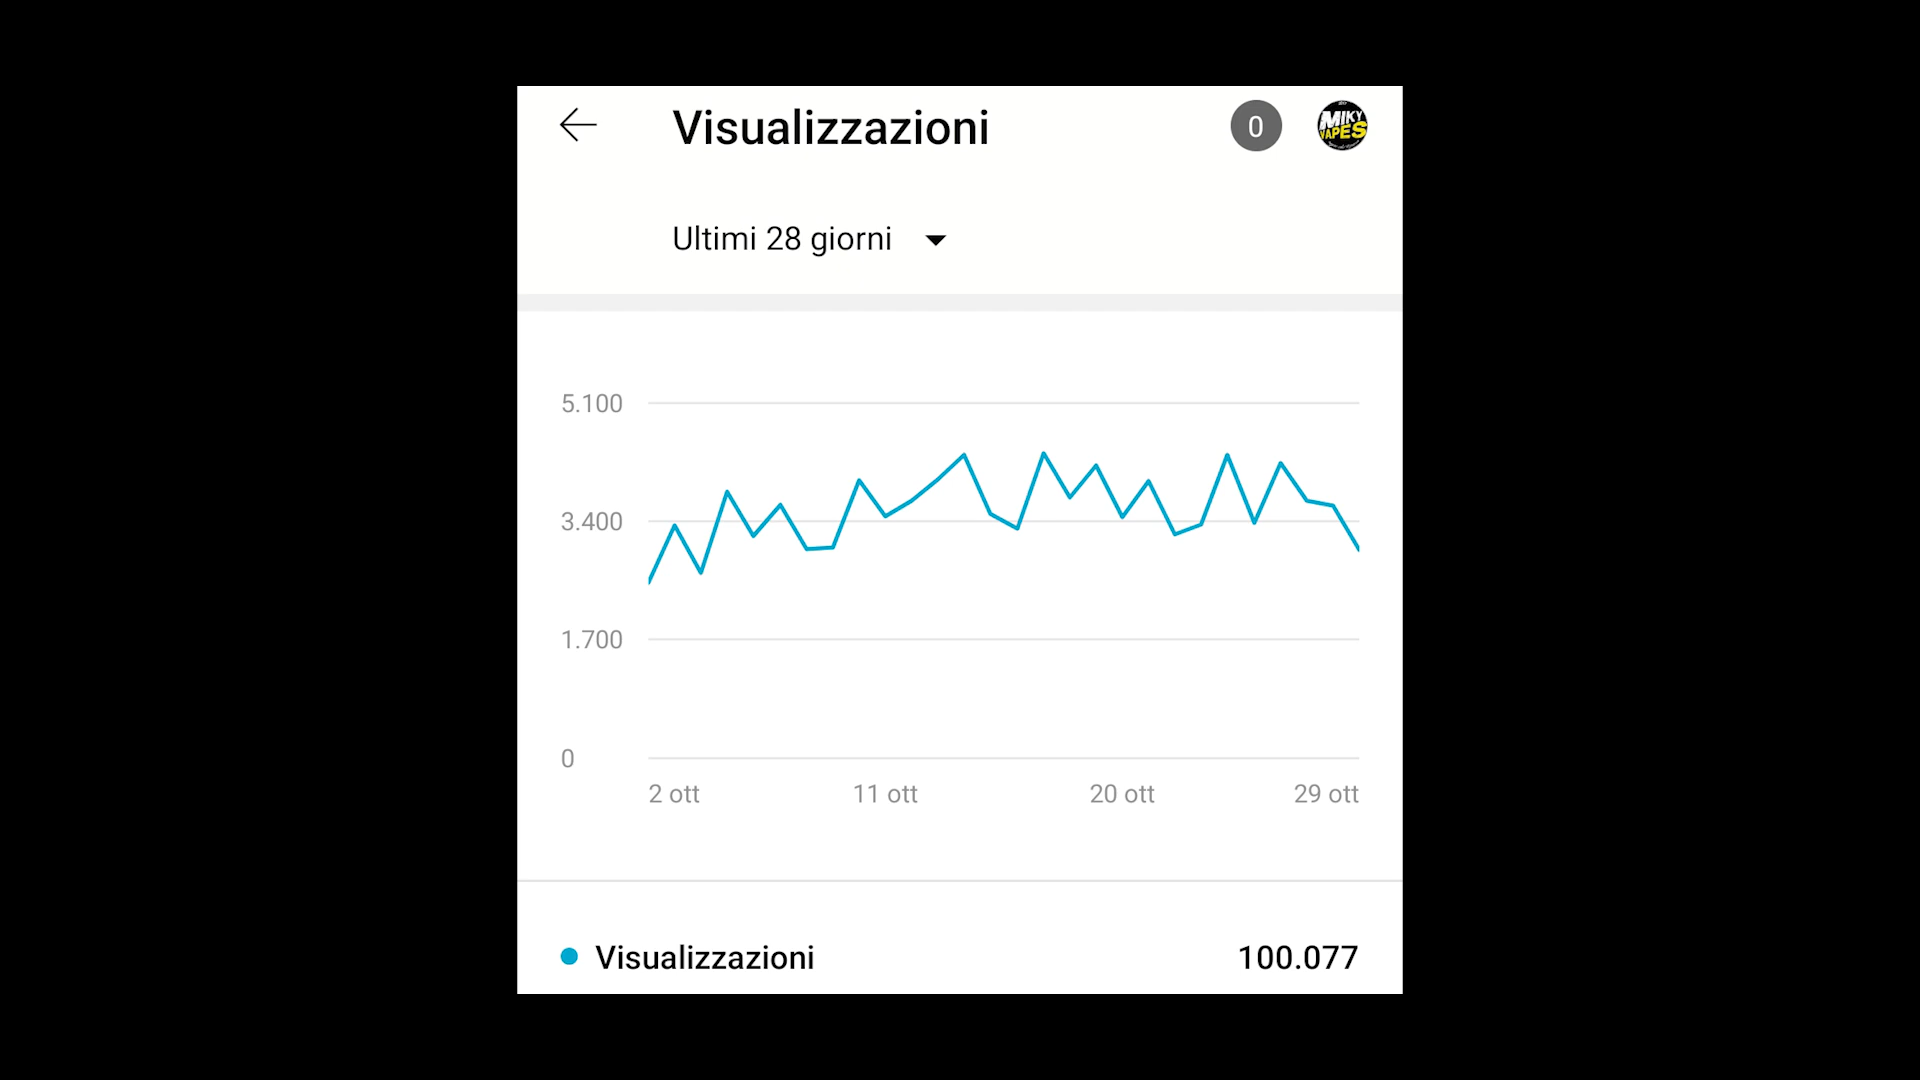 Visualizzazioni
0
MIKY
VAPES
Ultimi 28 giorni
5.100
3.400
1.700
0
2 ott 11 ott 20 ott 29 ott
Visualizzazioni 100.077